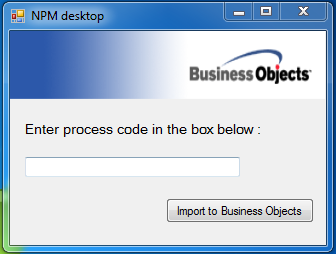 NPM desktop
Business Objects
Enter process code in the box below :
Import to Business Objects